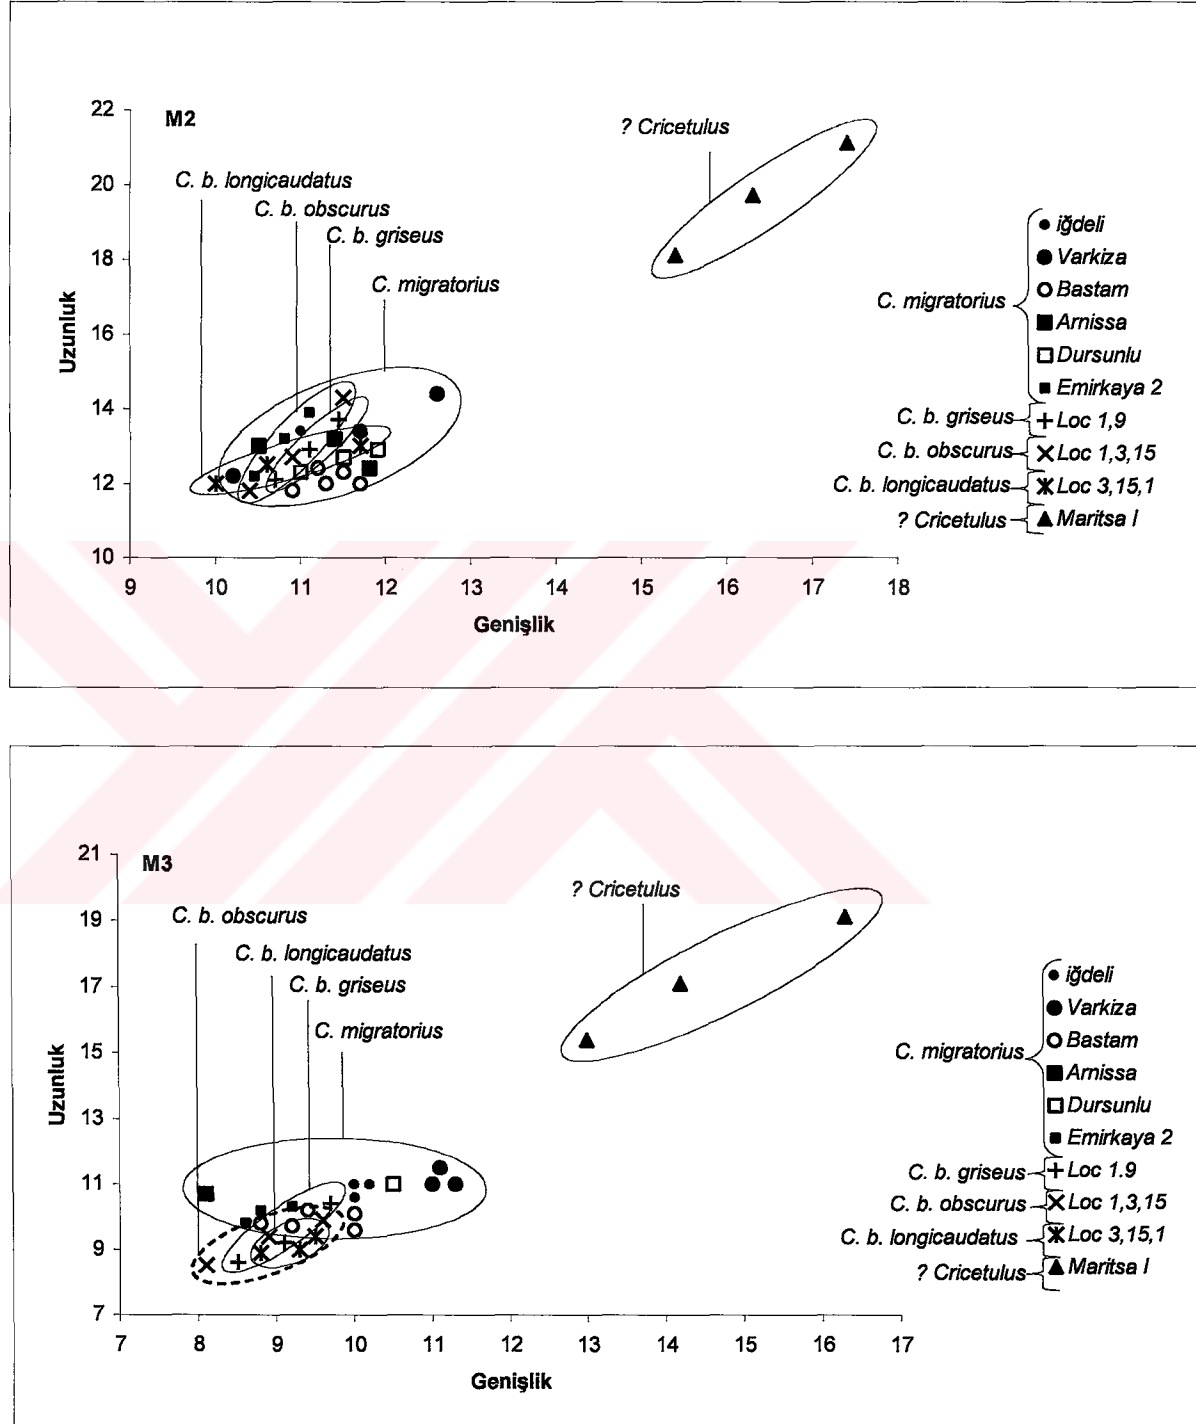 M2
22
20
18
16
14
12
10
Uzunluk
9 10 11 12 13 14 15 16 17 18
Genişlik
C. b. longicaudatus
C. b. obscurus
C. b. griseus
C. migratorius
? Cricetulus
C. migratorius
iğdeli
Varkiza
Bastam
Arnissa
Dursunlu
Emirkaya 2
C. b. griseus Loc 1,9
C. b. obscurus Loc 1,3,15
C. b. longicaudatus Loc 3,15,1
? Cricetulus Maritsa I
M3
21
19
17
15
13
11
9
7
Uzunluk
7 8 9 10 11 12 13 14 15 16 17
Genişlik
C. b. obscurus
C. b. longicaudatus
C. b. griseus
C. migratorius
? Cricetulus
C. migratorius
iğdeli
Varkiza
Bastam
Arnissa
Dursunlu
Emirkaya 2
C. b. griseus Loc 1.9
C. b. obscurus Loc 1,3,15
C. b. longicaudatus Loc 3,15,1
? Cricetulus Maritsa I